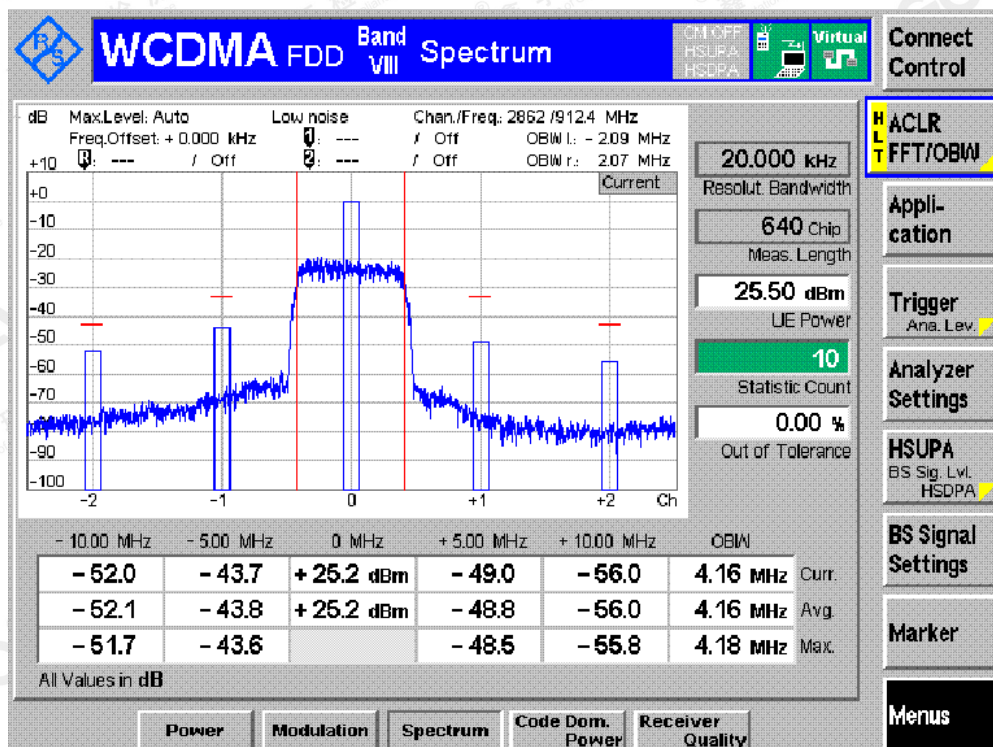 R&S
WCDMA FDD Band VIII Spectrum
CM OFF
HSUPA
HSDPA
Virtual
Connect Control
dB Max.Level: Auto Low noise Chan./Freq.: 2862 /912.4 MHz
Freq.Offset: + 0.000 kHz 1: --- / Off OBW l.: - 2.09 MHz
R: --- / Off 2: --- / Off OBW r.: 2.07 MHz
Current
+10
+0
-10
-20
-30
-40
-50
-60
-70
-90
-100
-2 -1 0 +1 +2 Ch
20.000 kHz
Resolut. Bandwidth
640 Chip
Meas. Length
25.50 dBm
UE Power
10
Statistic Count
0.00 %
Out of Tolerance
- 10.00 MHz - 5.00 MHz 0 MHz + 5.00 MHz + 10.00 MHz OBW
- 52.0 - 43.7 + 25.2 dBm - 49.0 - 56.0 4.16 MHz Curr.
- 52.1 - 43.8 + 25.2 dBm - 48.8 - 56.0 4.16 MHz Avg.
- 51.7 - 43.6 - 48.5 - 55.8 4.18 MHz Max.
All Values in dB
HLT
ACLR
FFT/OBW
Appli-
cation
Trigger
Ana. Lev.
Analyzer
Settings
HSUPA
BS Sig. Lvl.
HSDPA
BS Signal
Settings
Marker
Menus
Power
Modulation
Spectrum
Code Dom.
Power
Receiver
Quality